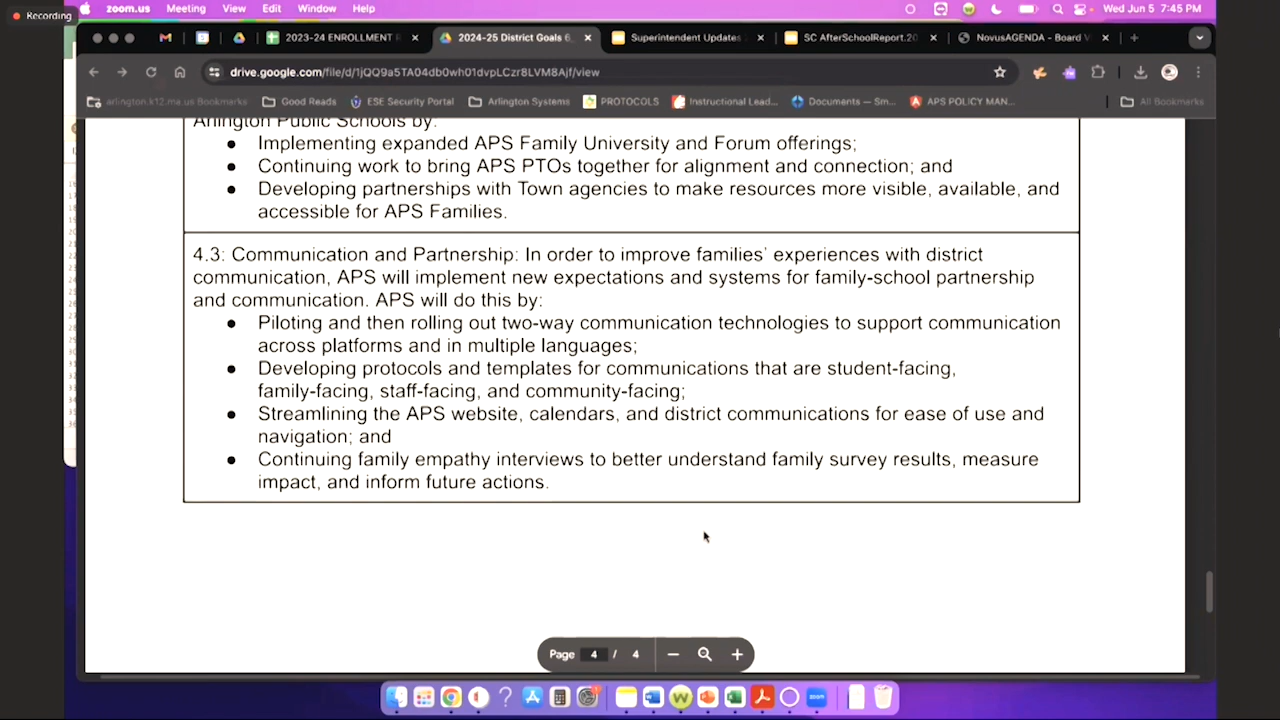 Recording
zoom.us Meeting View Edit Window Help
Wed Jun 5 7:45 PM
2023-24 ENROLLMENT R
2024-25 District Goals 6_
Superintendent Updates
SC AfterSchoolReport.20
NovusAGENDA - Board V
drive.google.com/file/d/1jQQ9a5TA04db0wh01dvpLCzr8LVM8Ajf/view
arlington.k12.ma.us Bookmarks
Good Reads
ESE Security Portal
Arlington Systems
PROTOCOLS
Instructional Lead...
Documents — Sm...
APS POLICY MAN...
All Bookmarks
Arlington Public Schools by:
● Implementing expanded APS Family University and Forum offerings;
● Continuing work to bring APS PTOs together for alignment and connection; and
● Developing partnerships with Town agencies to make resources more visible, available, and
accessible for APS Families.
4.3: Communication and Partnership: In order to improve families' experiences with district
communication, APS will implement new expectations and systems for family-school partnership
and communication. APS will do this by:
● Piloting and then rolling out two-way communication technologies to support communication
across platforms and in multiple languages;
● Developing protocols and templates for communications that are student-facing,
family-facing, staff-facing, and community-facing;
● Streamlining the APS website, calendars, and district communications for ease of use and
navigation; and
● Continuing family empathy interviews to better understand family survey results, measure
impact, and inform future actions.
Page 4 / 4